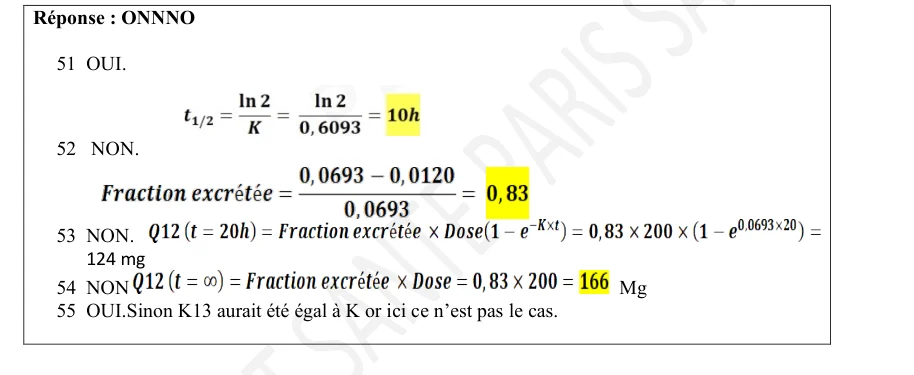 Réponse : ONNNO
51 OUI.
t1/2 = ln 2 / K = ln 2 / 0,6093 = 10h
52 NON.
Fraction excrétée = 0,0693 − 0,0120 / 0,0693 = 0,83
53 NON. Q12 (t = 20h) = Fraction excrétée × Dose(1 − e^−K×t) = 0,83 × 200 × (1 − e^0,0693×20) =
124 mg
54 NON Q12 (t = ∞) = Fraction excrétée × Dose = 0,83 × 200 = 166 Mg
55 OUI.Sinon K13 aurait été égal à K or ici ce n’est pas le cas.